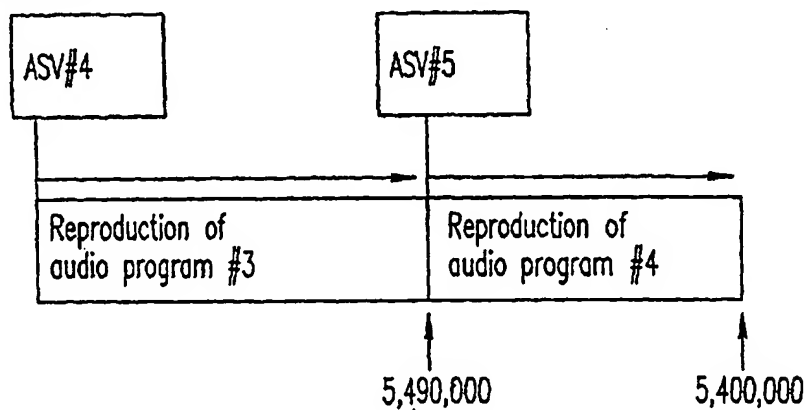 ASV#4
ASV#5
Reproduction of
audio program #3
Reproduction of
audio program #4
5,490,000
5,400,000